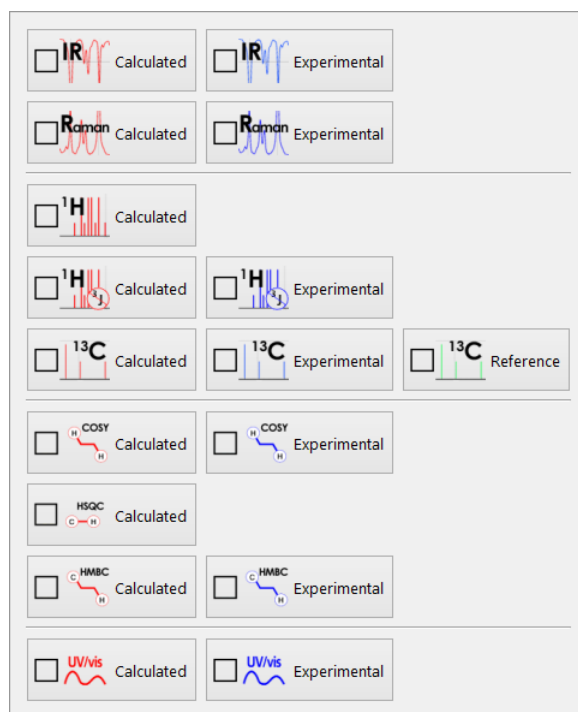 IR Calculated IR Experimental
Raman Calculated Raman Experimental
1H Calculated
1H 3J Calculated 1H 3J Experimental
13C Calculated 13C Experimental 13C Reference
H COSY H Calculated H COSY H Experimental
HSQC C H Calculated
C HMBC H Calculated C HMBC H Experimental
UV/vis Calculated UV/vis Experimental